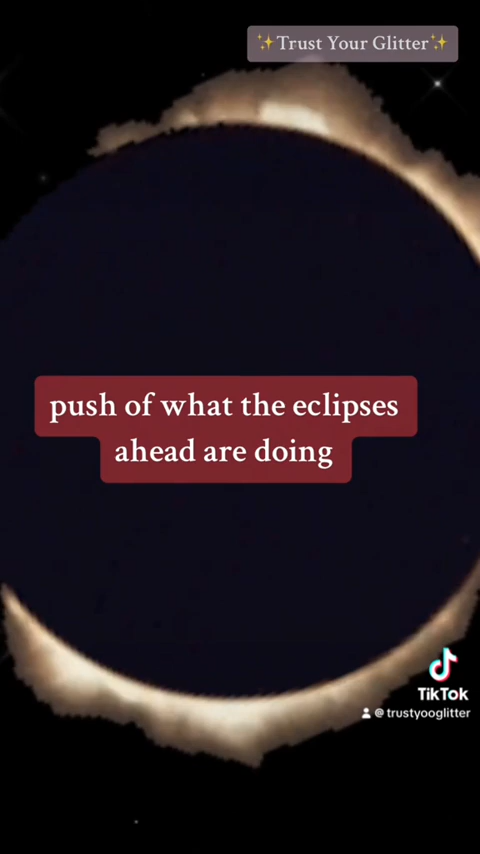 ✨Trust Your Glitter✨
push of what the eclipses
ahead are doing
TikTok
@trustyooglitter